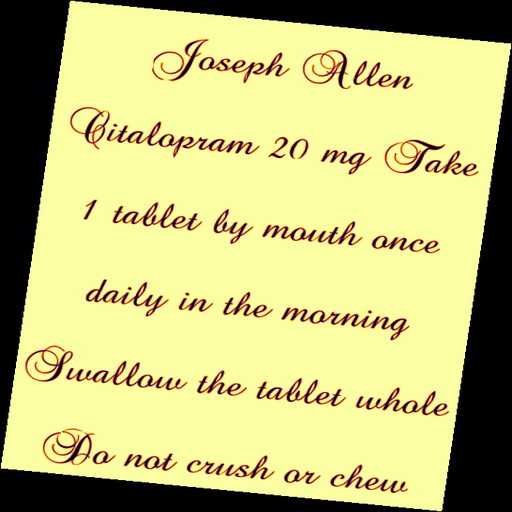 Joseph Allen
Citalopram 20 mg Take
1 tablet by mouth once
daily in the morning
Swallow the tablet whole
Do not crush or chew